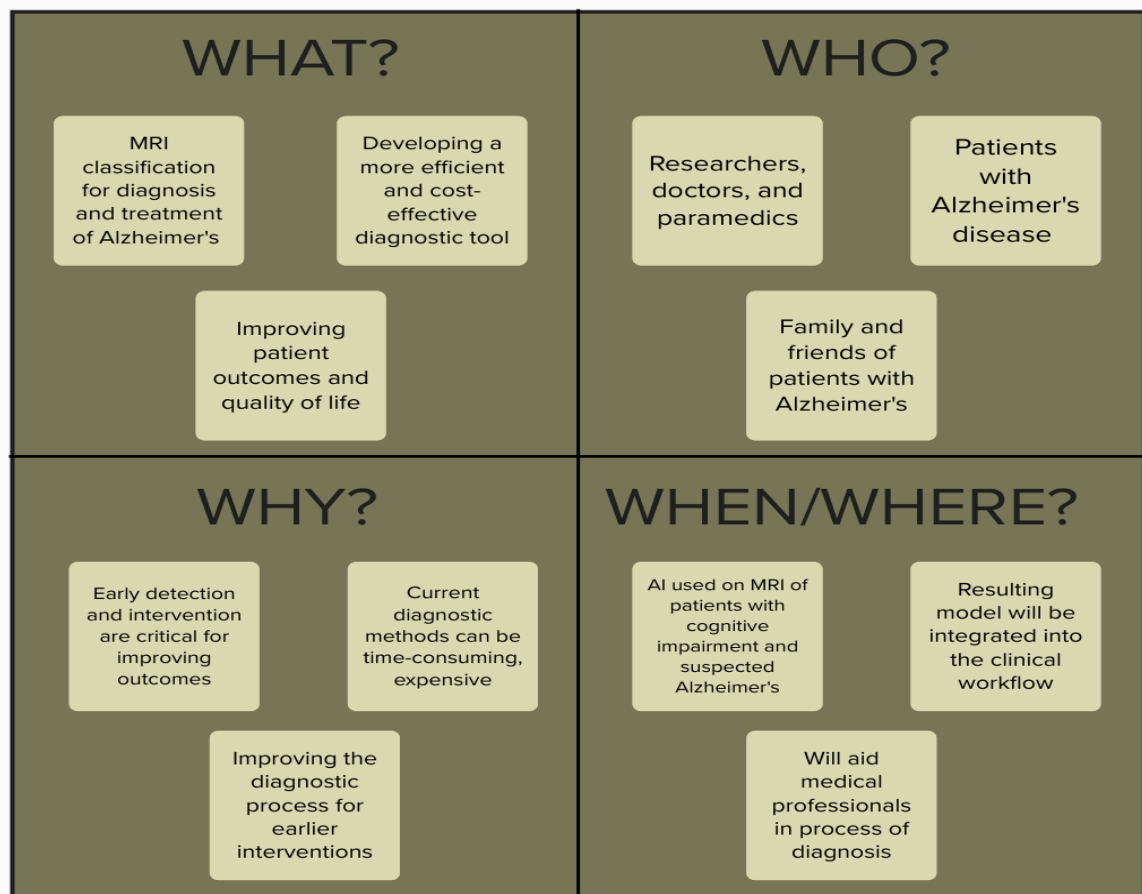 WHAT?
MRI
classification
for diagnosis
and treatment
of Alzheimer's
Developing a
more efficient
and cost-
effective
diagnostic tool
Improving
patient
outcomes and
quality of life
WHO?
Researchers,
doctors, and
paramedics
Patients
with
Alzheimer's
disease
Family and
friends of
patients with
Alzheimer's
WHY?
Early detection
and intervention
are critical for
improving
outcomes
Current
diagnostic
methods can be
time-consuming,
expensive
Improving the
diagnostic
process for
earlier
interventions
WHEN/WHERE?
AI used on MRI of
patients with
cognitive
impairment and
suspected
Alzheimer's
Resulting
model will be
integrated into
the clinical
workflow
Will aid
medical
professionals
in process of
diagnosis